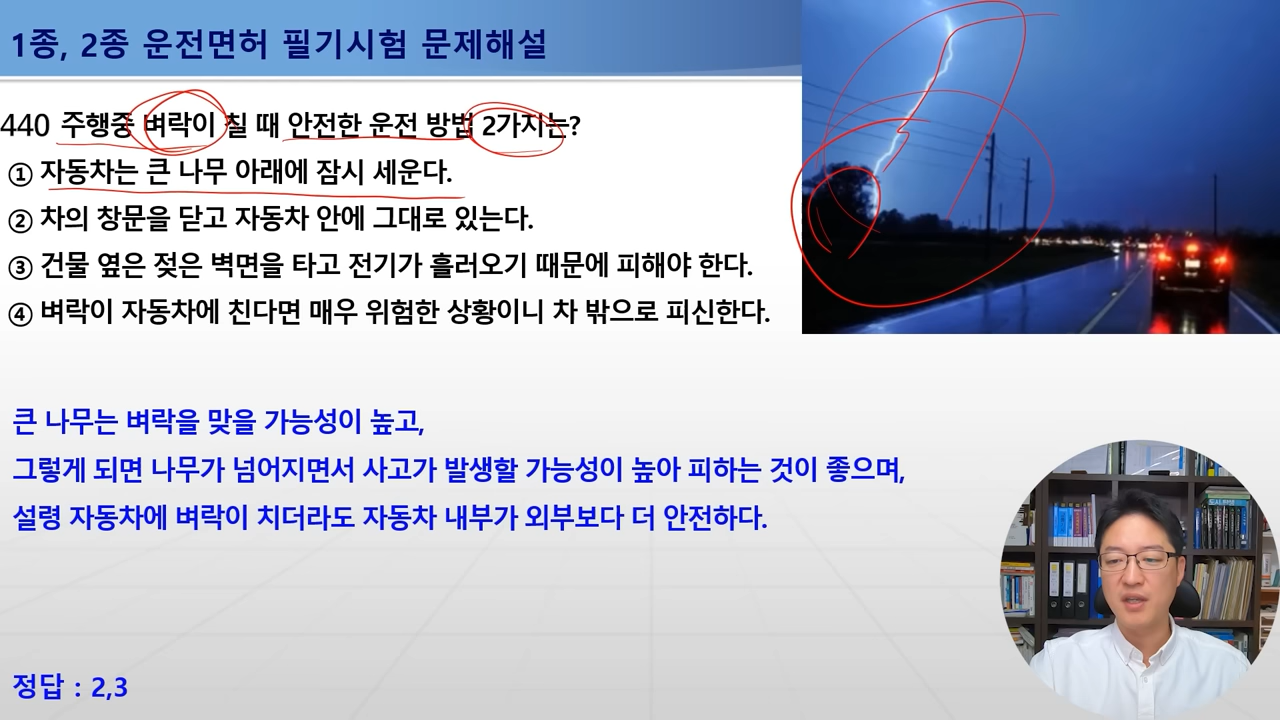 1종, 2종 운전면허 필기시험 문제해설
440 주행중 벼락이 칠 때 안전한 운전 방법 2가지는?
① 자동차는 큰 나무 아래에 잠시 세운다.
② 차의 창문을 닫고 자동차 안에 그대로 있는다.
③ 건물 옆은 젖은 벽면을 타고 전기가 흘러오기 때문에 피해야 한다.
④ 벼락이 자동차에 친다면 매우 위험한 상황이니 차 밖으로 피신한다.
큰 나무는 벼락을 맞을 가능성이 높고,
그렇게 되면 나무가 넘어지면서 사고가 발생할 가능성이 높아 피하는 것이 좋으며,
설령 자동차에 벼락이 치더라도 자동차 내부가 외부보다 더 안전하다.
정답 : 2,3